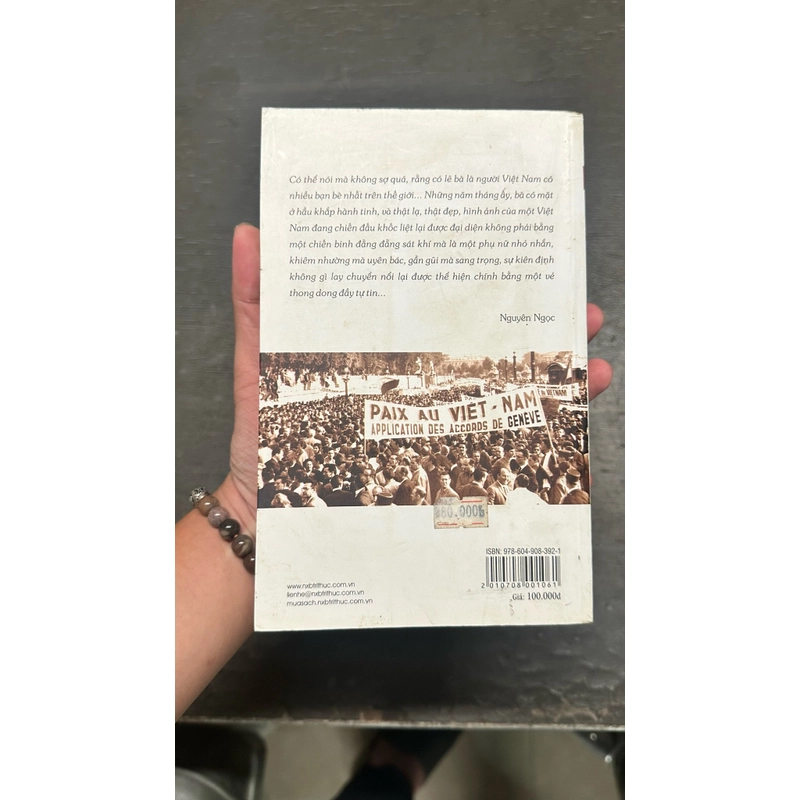 Có thể nói mà không sợ quá, rằng có lẽ bà là người Việt Nam có
nhiều bạn bè nhất trên thế giới... Những năm tháng ấy, bà có mặt
ở hầu khắp hành tinh, và thật lạ, thật đẹp, hình ảnh của một Việt
Nam đang chiến đấu khốc liệt lại được đại diện không phải bằng
một chiến binh đằng đằng sát khí mà là một phụ nữ nhỏ nhắn,
khiêm nhường mà uyên bác, gần gũi mà sang trọng, sự kiên định
không gì lay chuyển nổi lại được thể hiện chính bằng một vẻ
thong dong đầy tự tin...
Nguyên Ngọc
VIETNAM
PAIX AU VIÊT-NAM
APPLICATION DES ACCORDS DE GENÈVE
80.000₫
ISBN: 978-604-908-392-1
2 010708 001061
Giá: 100.000đ
www.nxbtrithuc.com.vn
lienhe@nxbtrithuc.com.vn
muasach.nxbtrithuc.com.vn